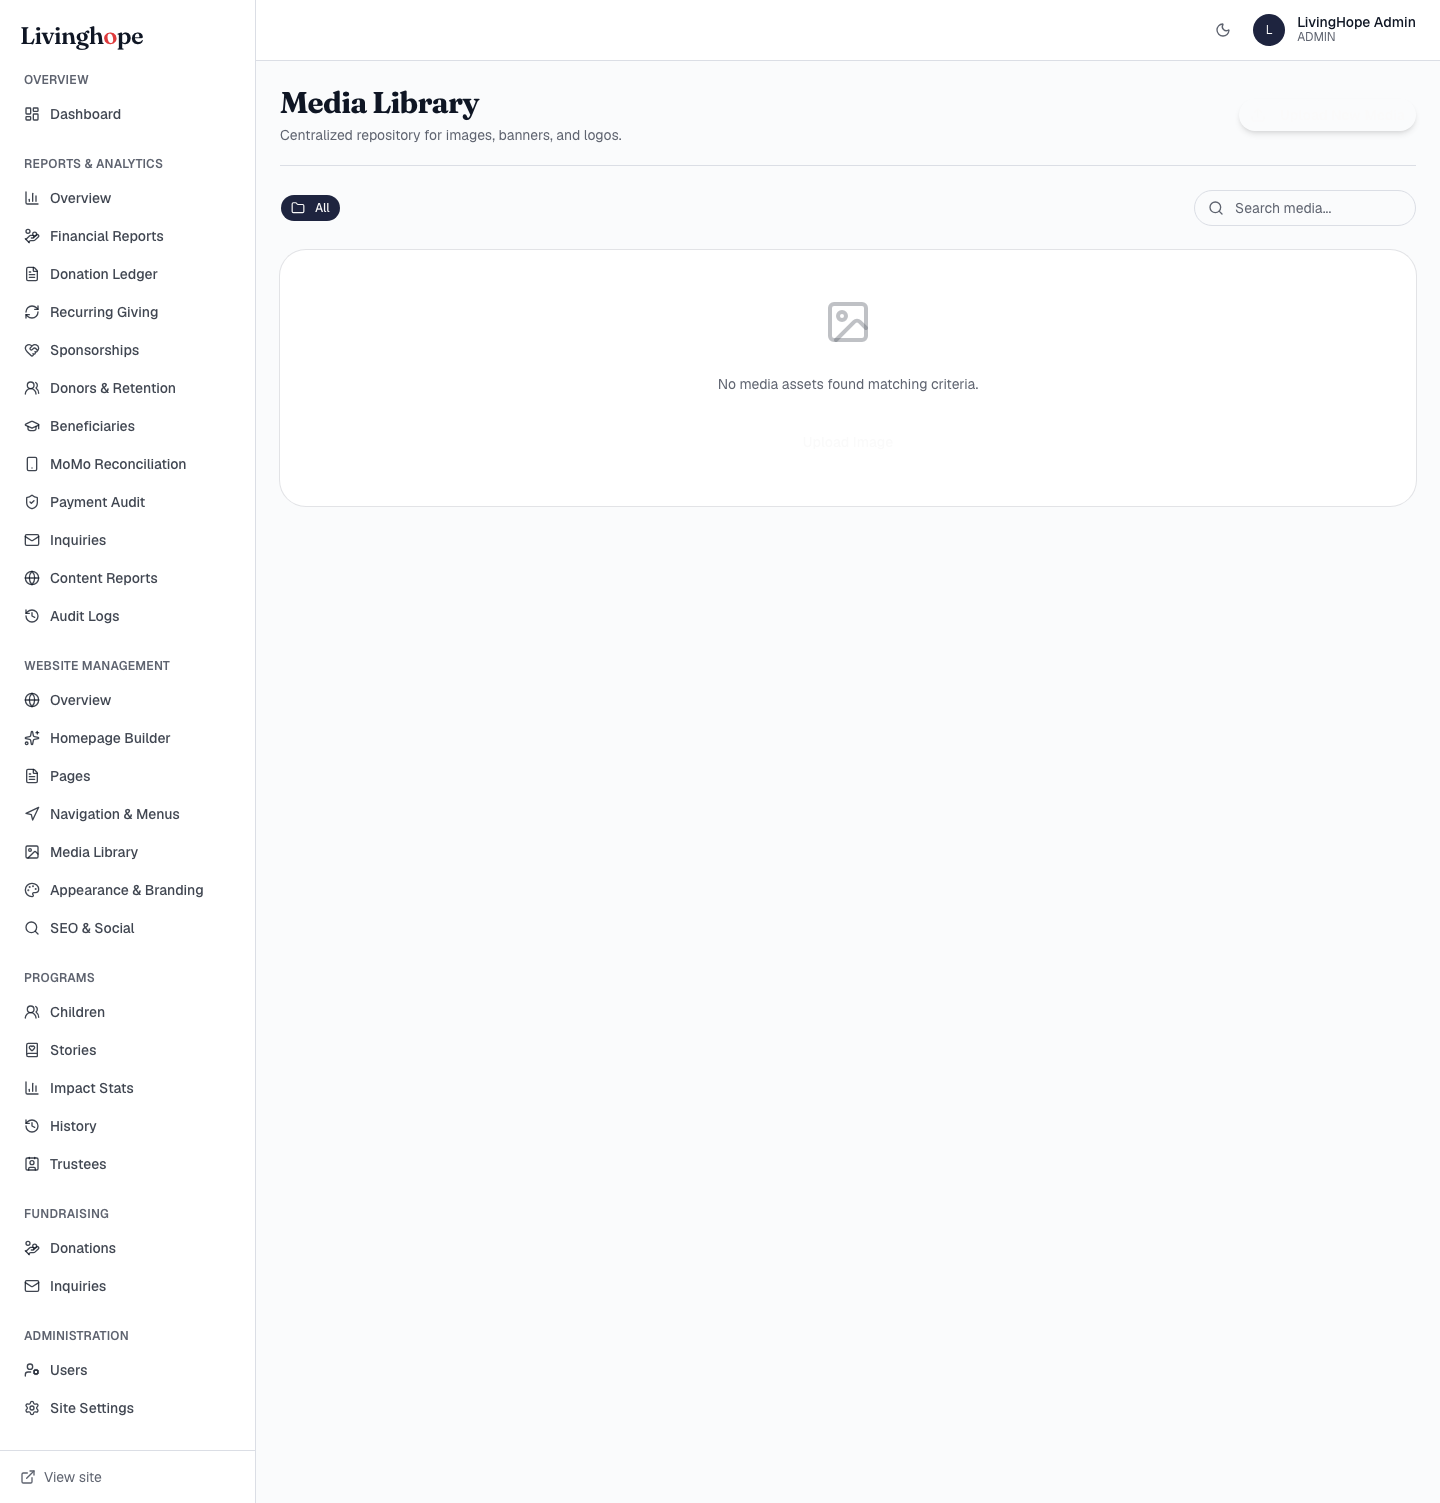 Livinghope
OVERVIEW
Dashboard
REPORTS & ANALYTICS
Overview
Financial Reports
Donation Ledger
Recurring Giving
Sponsorships
Donors & Retention
Beneficiaries
MoMo Reconciliation
Payment Audit
Inquiries
Content Reports
Audit Logs
WEBSITE MANAGEMENT
Overview
Homepage Builder
Pages
Navigation & Menus
Media Library
Appearance & Branding
SEO & Social
PROGRAMS
Children
Stories
Impact Stats
History
Trustees
FUNDRAISING
Donations
Inquiries
ADMINISTRATION
Users
Site Settings
View site
L
LivingHope Admin
ADMIN
Media Library
Centralized repository for images, banners, and logos.
All
Search media...
No media assets found matching criteria.